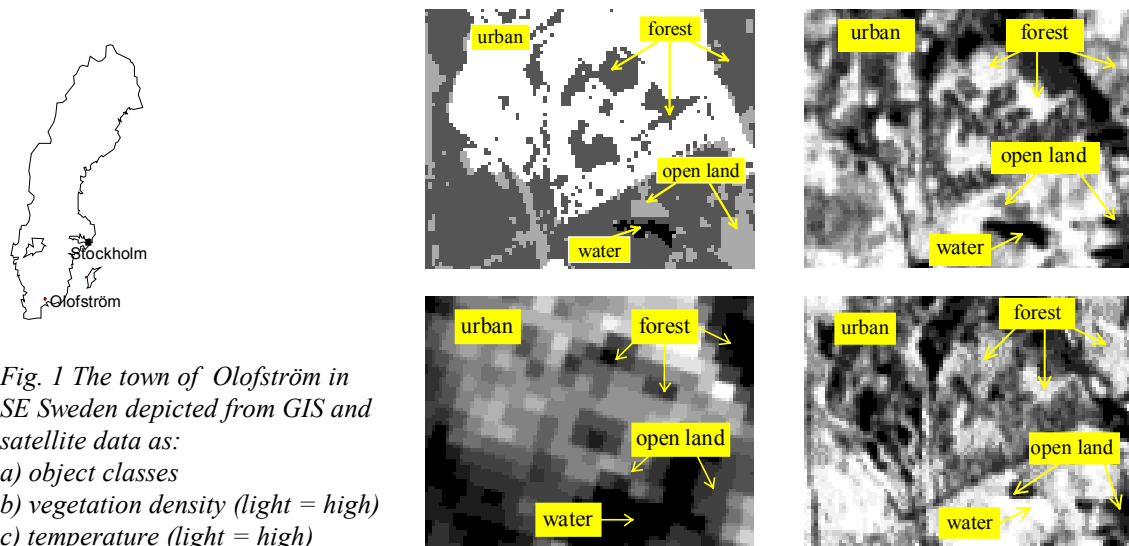 Stockholm
Olofström
Fig. 1 The town of Olofström in
SE Sweden depicted from GIS and
satellite data as:
a) object classes
b) vegetation density (light = high)
c) temperature (light = high)
urban
forest
open land
water
urban
forest
open land
water
urban
forest
open land
water
urban
forest
open land
water